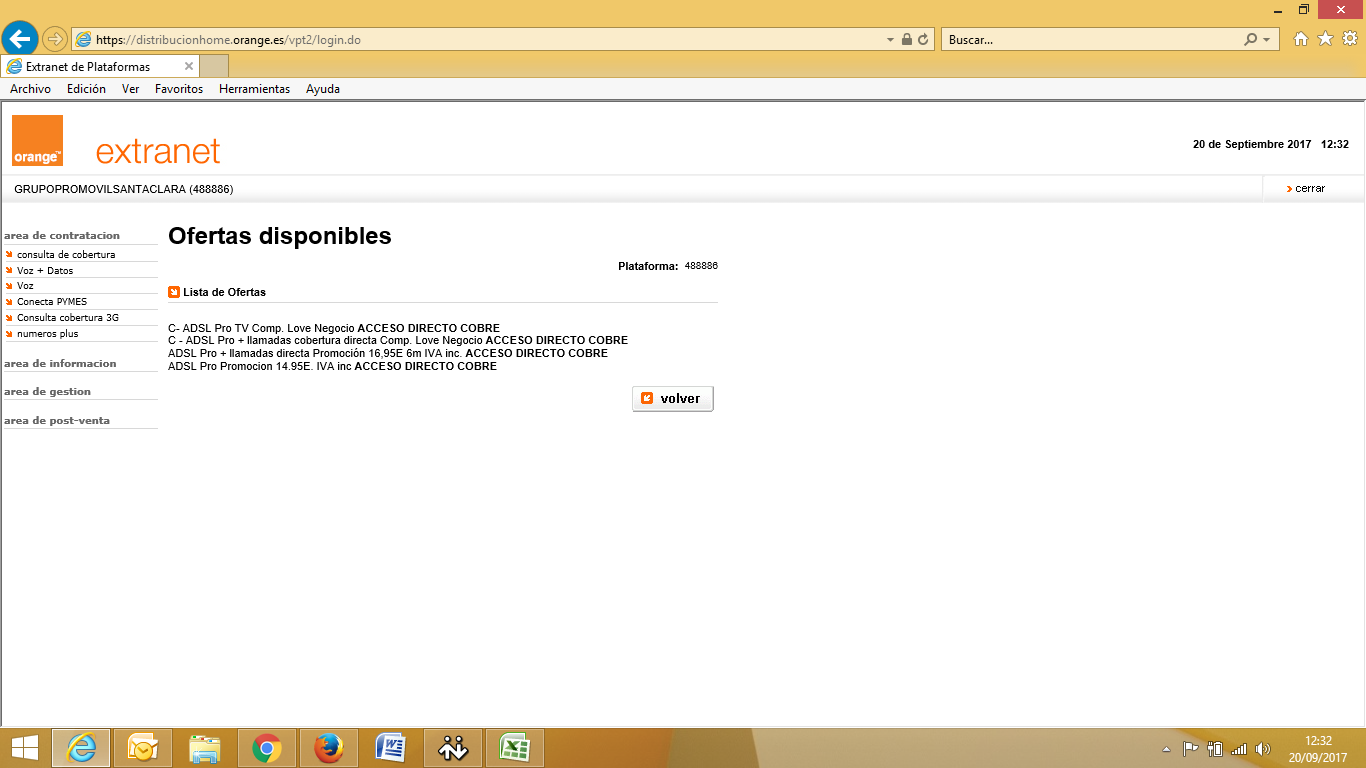 https://distribucionhome.orange.es/vpt2/login.do
Buscar...
Extranet de Plataformas
Archivo Edición Ver Favoritos Herramientas Ayuda
orange™
extranet
20 de Septiembre 2017 12:32
GRUPOPROMOVILSANTACLARA (488886)
cerrar
area de contratacion
consulta de cobertura
Voz + Datos
Voz
Conecta PYMES
Consulta cobertura 3G
numeros plus
area de informacion
area de gestion
area de post-venta
Ofertas disponibles
Plataforma: 488886
Lista de Ofertas
C- ADSL Pro TV Comp. Love Negocio ACCESO DIRECTO COBRE
C - ADSL Pro + llamadas cobertura directa Comp. Love Negocio ACCESO DIRECTO COBRE
ADSL Pro + llamadas directa Promoción 16,95E 6m IVA inc. ACCESO DIRECTO COBRE
ADSL Pro Promocion 14.95E. IVA inc ACCESO DIRECTO COBRE
volver
12:32
20/09/2017